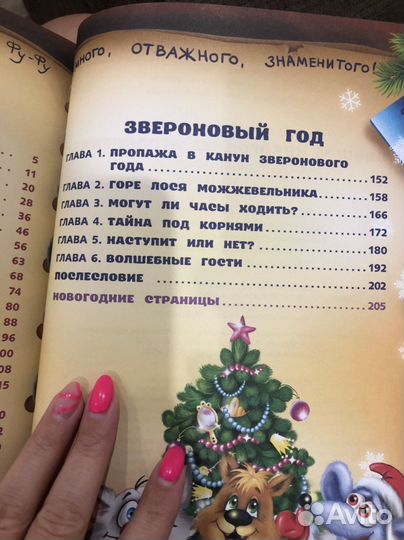 Фу-Фу
много, отважного, знаменитого!
ЗВЕРОНОВЫЙ ГОД
ГЛАВА 1. ПРОПАЖА В КАНУН ЗВЕРОНОВОГО
ГОДА 152
ГЛАВА 2. ГОРЕ ЛОСЯ МОЖЖЕВЕЛЬНИКА 158
ГЛАВА 3. МОГУТ ЛИ ЧАСЫ ХОДИТЬ? 166
ГЛАВА 4. ТАЙНА ПОД КОРНЯМИ 172
ГЛАВА 5. НАСТУПИТ ИЛИ НЕТ? 180
ГЛАВА 6. ВОЛШЕБНЫЕ ГОСТИ 192
ПОСЛЕСЛОВИЕ 202
НОВОГОДНИЕ СТРАНИЦЫ 205
5
11
20
28
36
46
56
63
68
74
80
88
96
100
Avito